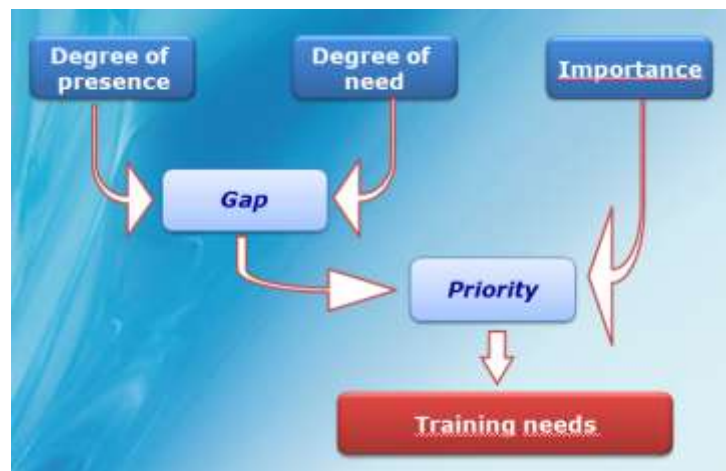 Degree of
presence
Degree of
need
Importance
Gap
Priority
Training needs